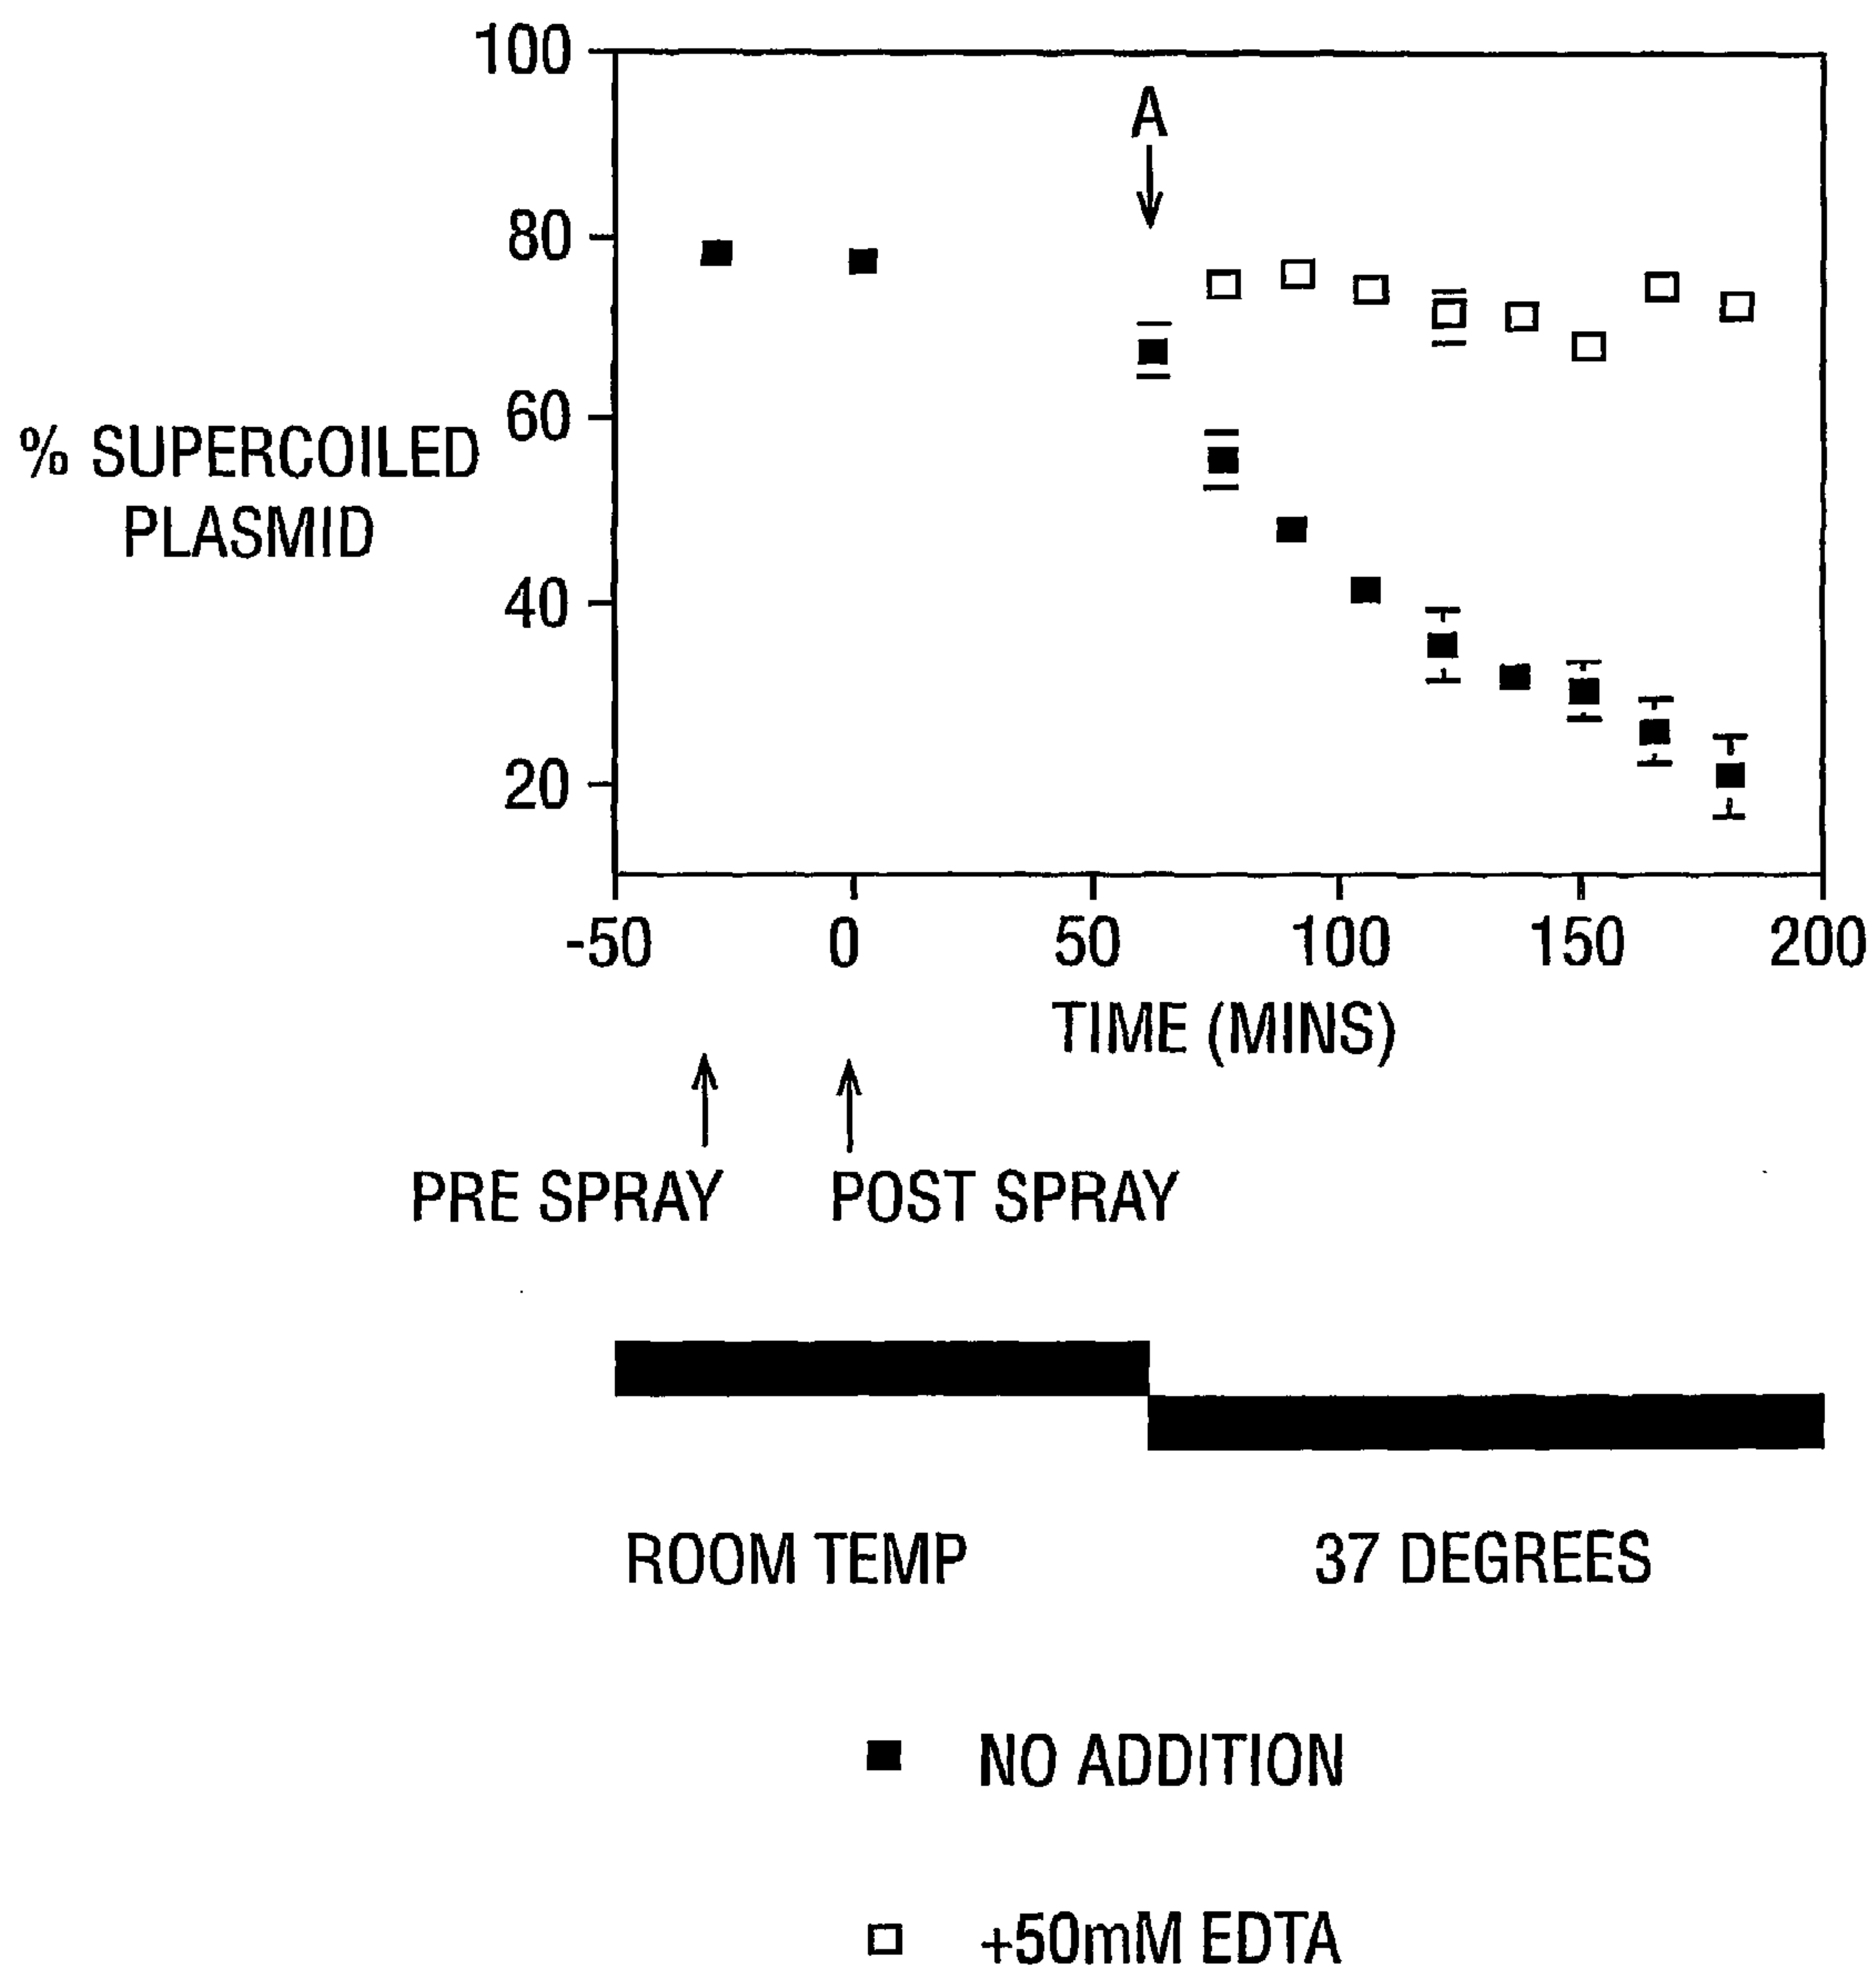 100
A
80
60
% SUPERCOILED
PLASMID
40
20
-50 0 50 100 150 200
TIME (MINS)
PRE SPRAY POST SPRAY
ROOM TEMP 37 DEGREES
NO ADDITION
+50mM EDTA